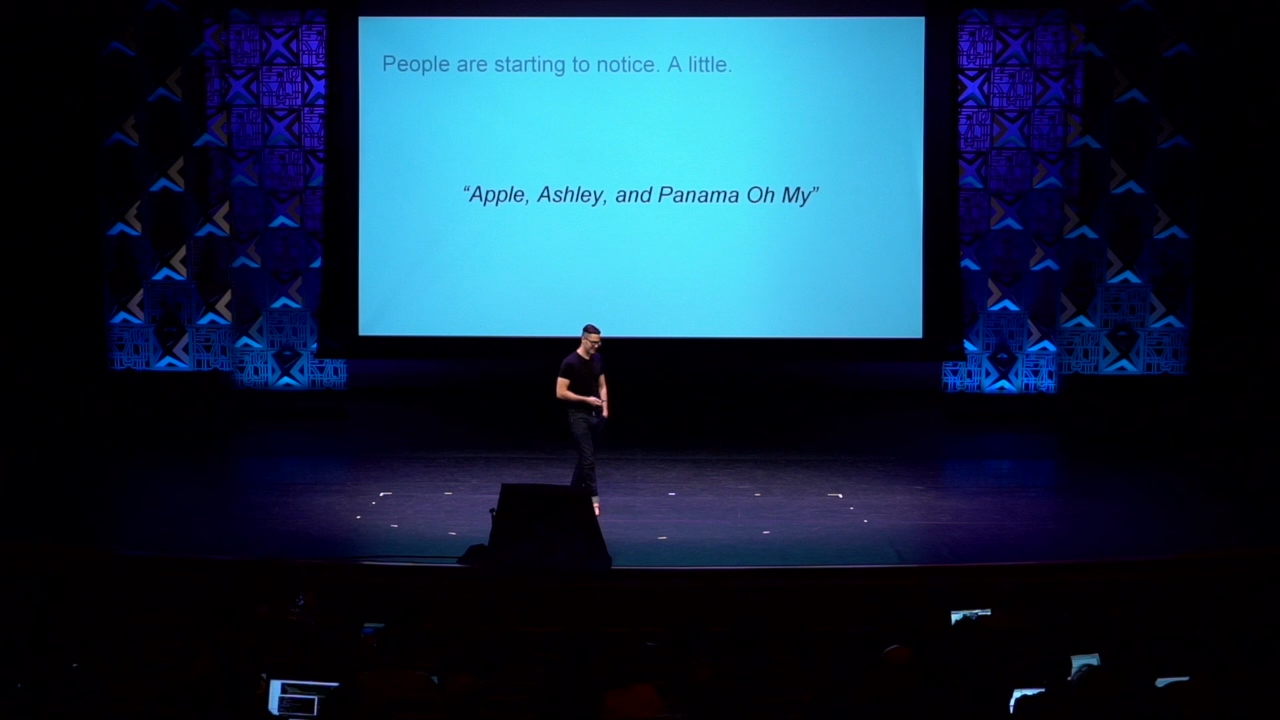 People are starting to notice. A little.
“Apple, Ashley, and Panama Oh My”